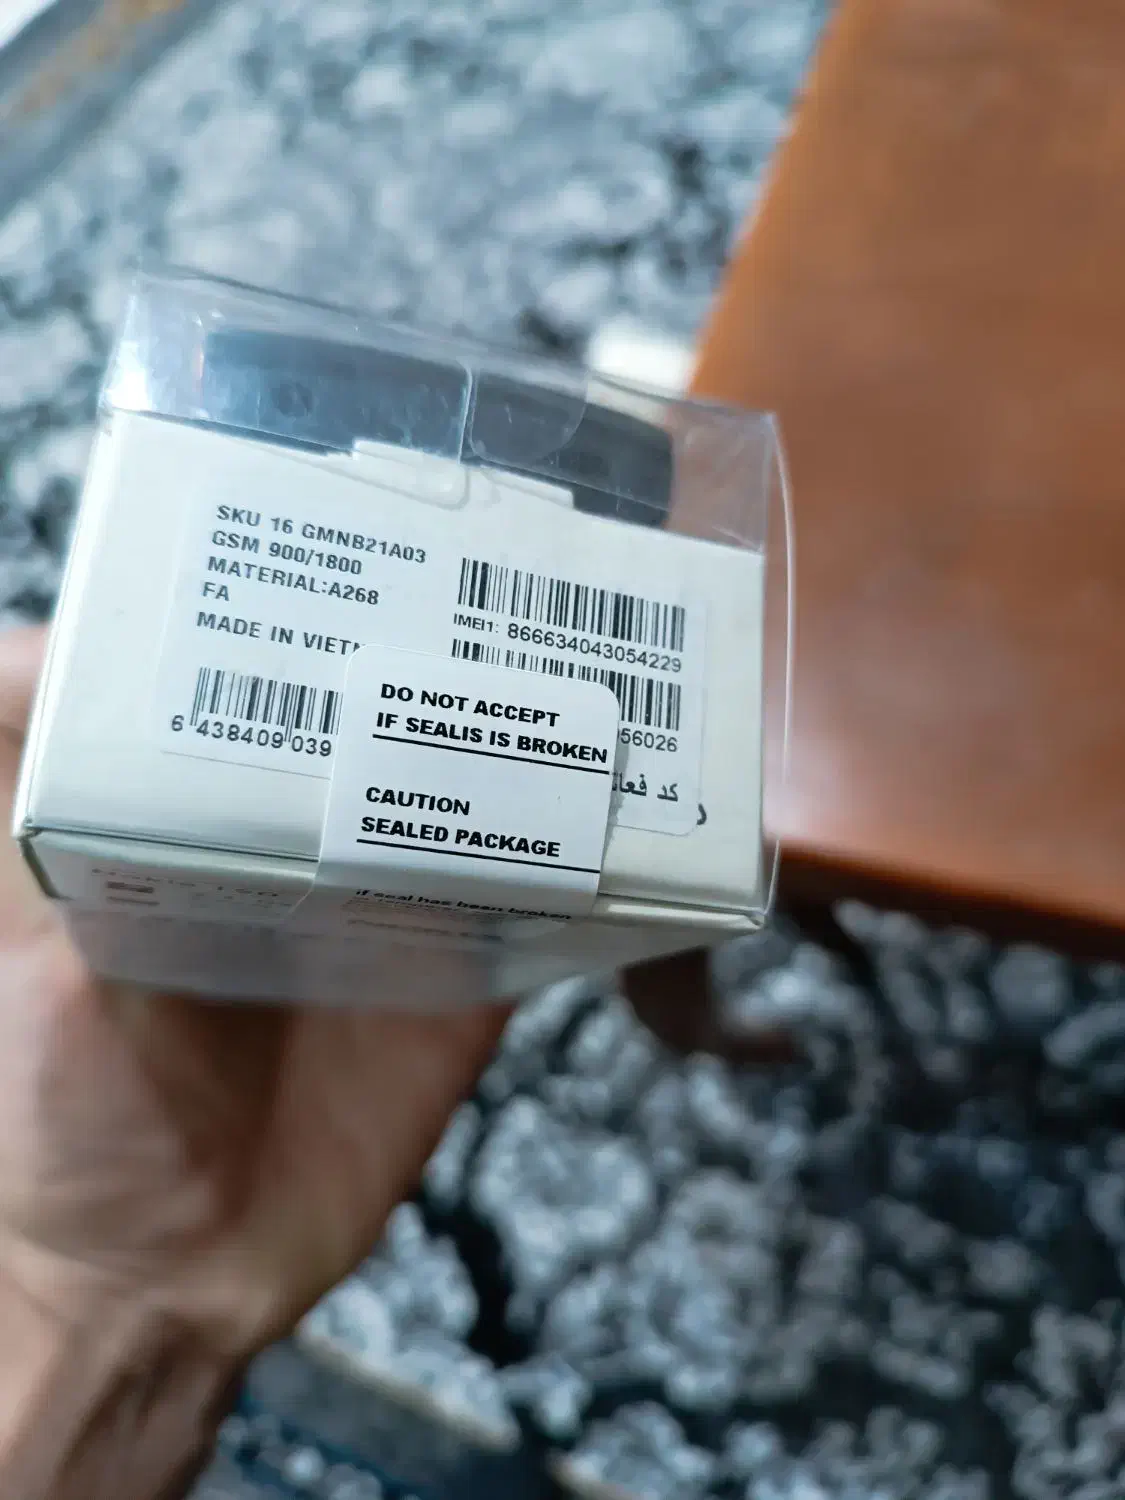 SKU 16 GMNB21A03
GSM 900/1800
MATERIAL:A268
FA
MADE IN
6 438409 039
IMEI1: 866634043054229
56026
کد
DO NOT ACCEPT
IF SEALIS IS BROKEN
CAUTION
SEALED PACKAGE
if seal has been broken